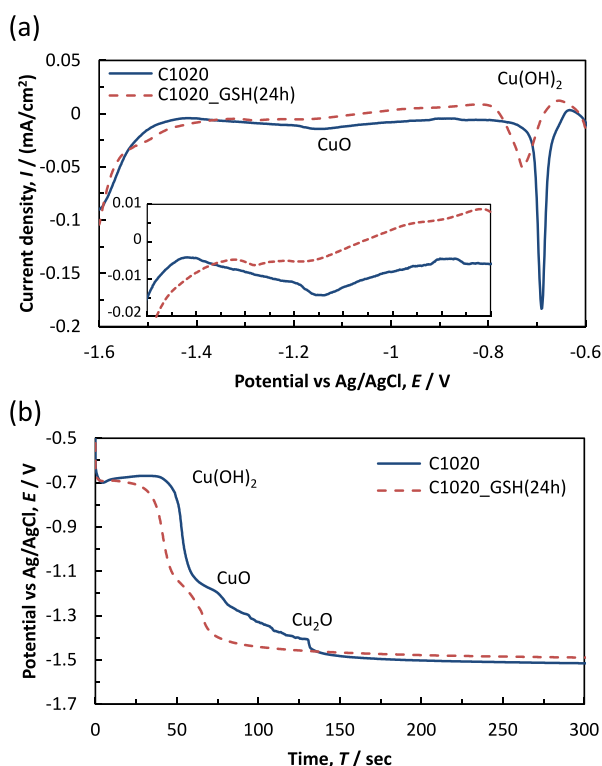 (a)
0.05
0
-0.05
-0.1
-0.15
-0.2
Current density, I / (mA/cm²)
C1020
C1020_GSH(24h)
Cu(OH)₂
CuO
0.01
0
-0.01
-0.02
-1.6
-1.4
-1.2
-1
-0.8
-0.6
Potential vs Ag/AgCl, E / V
(b)
-0.5
-0.7
-0.9
-1.1
-1.3
-1.5
-1.7
Potential vs Ag/AgCl, E / V
C1020
C1020_GSH(24h)
Cu(OH)₂
CuO
Cu₂O
0
50
100
150
200
250
300
Time, T / sec